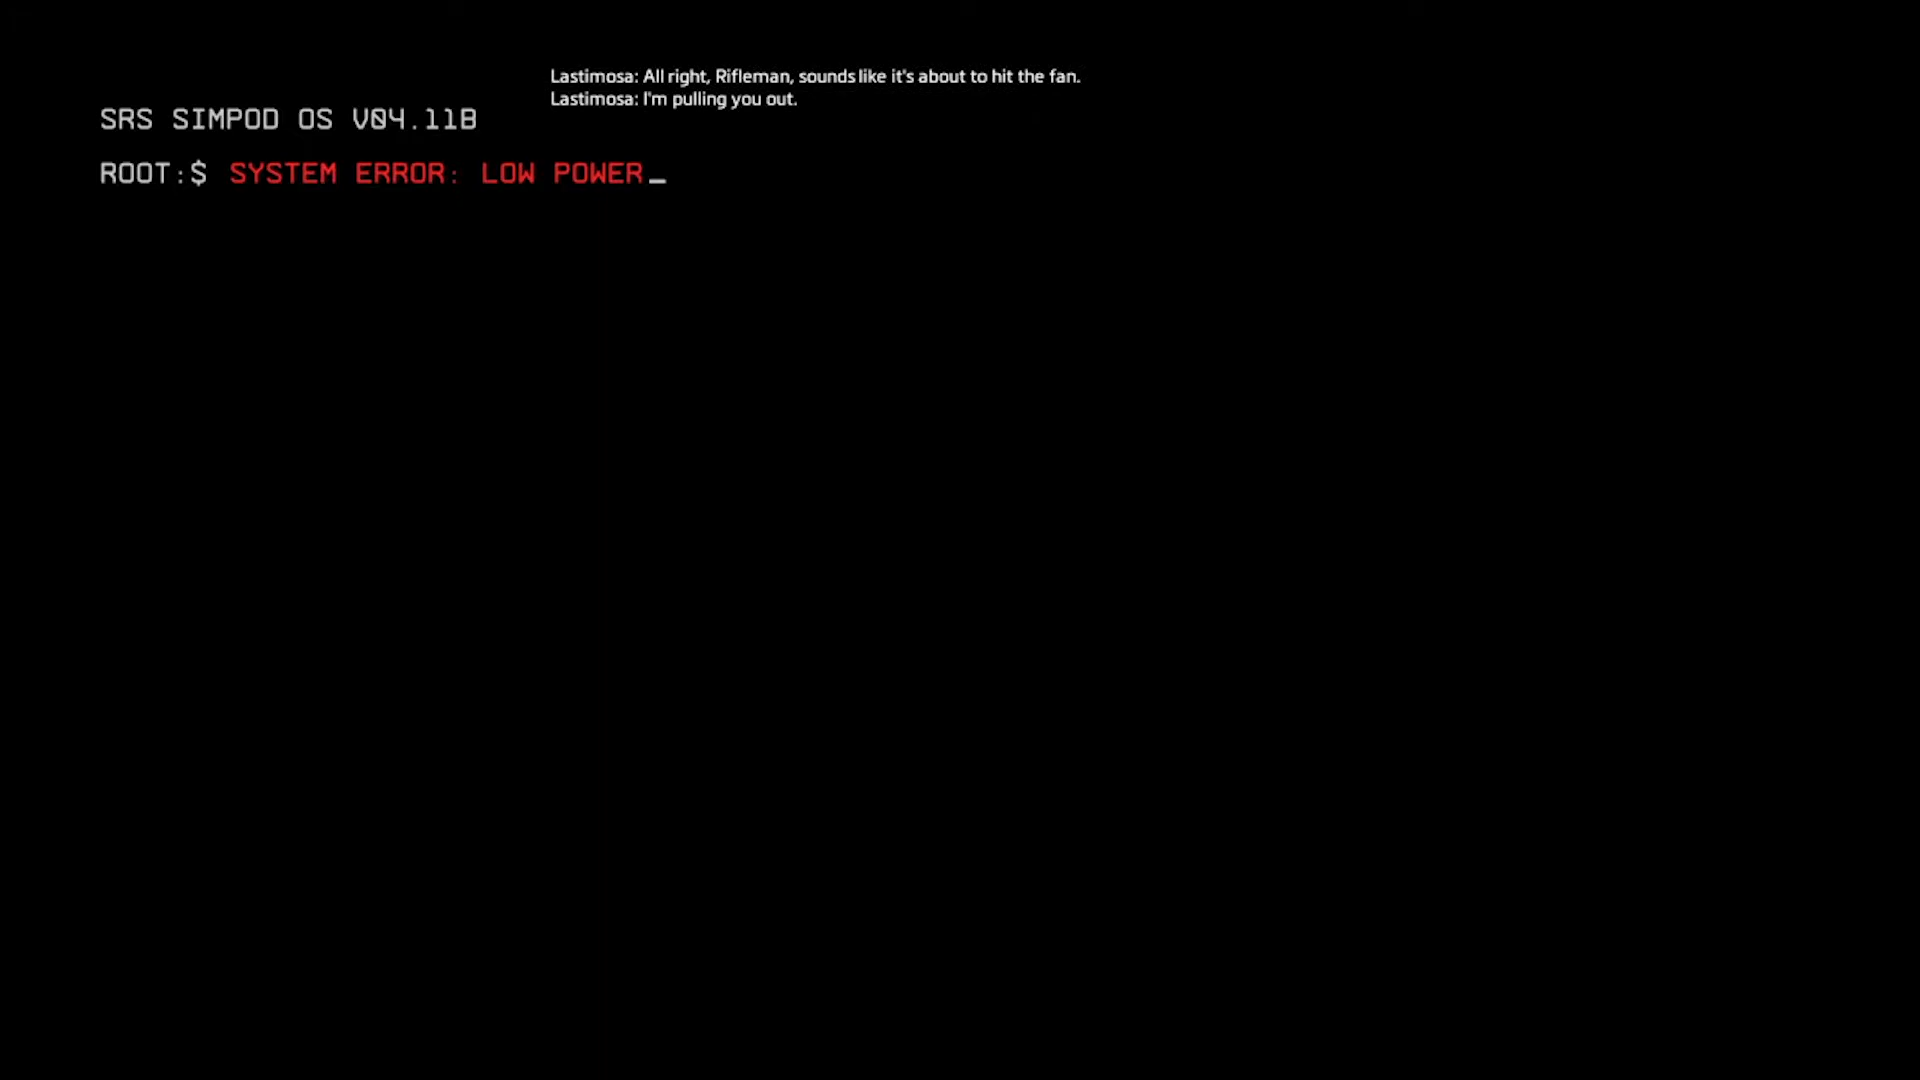 Lastimosa: All right, Rifleman, sounds like it's about to hit the fan.
Lastimosa: I'm pulling you out.
SRS SIMPOD OS V04.11B
ROOT:$ SYSTEM ERROR: LOW POWER_